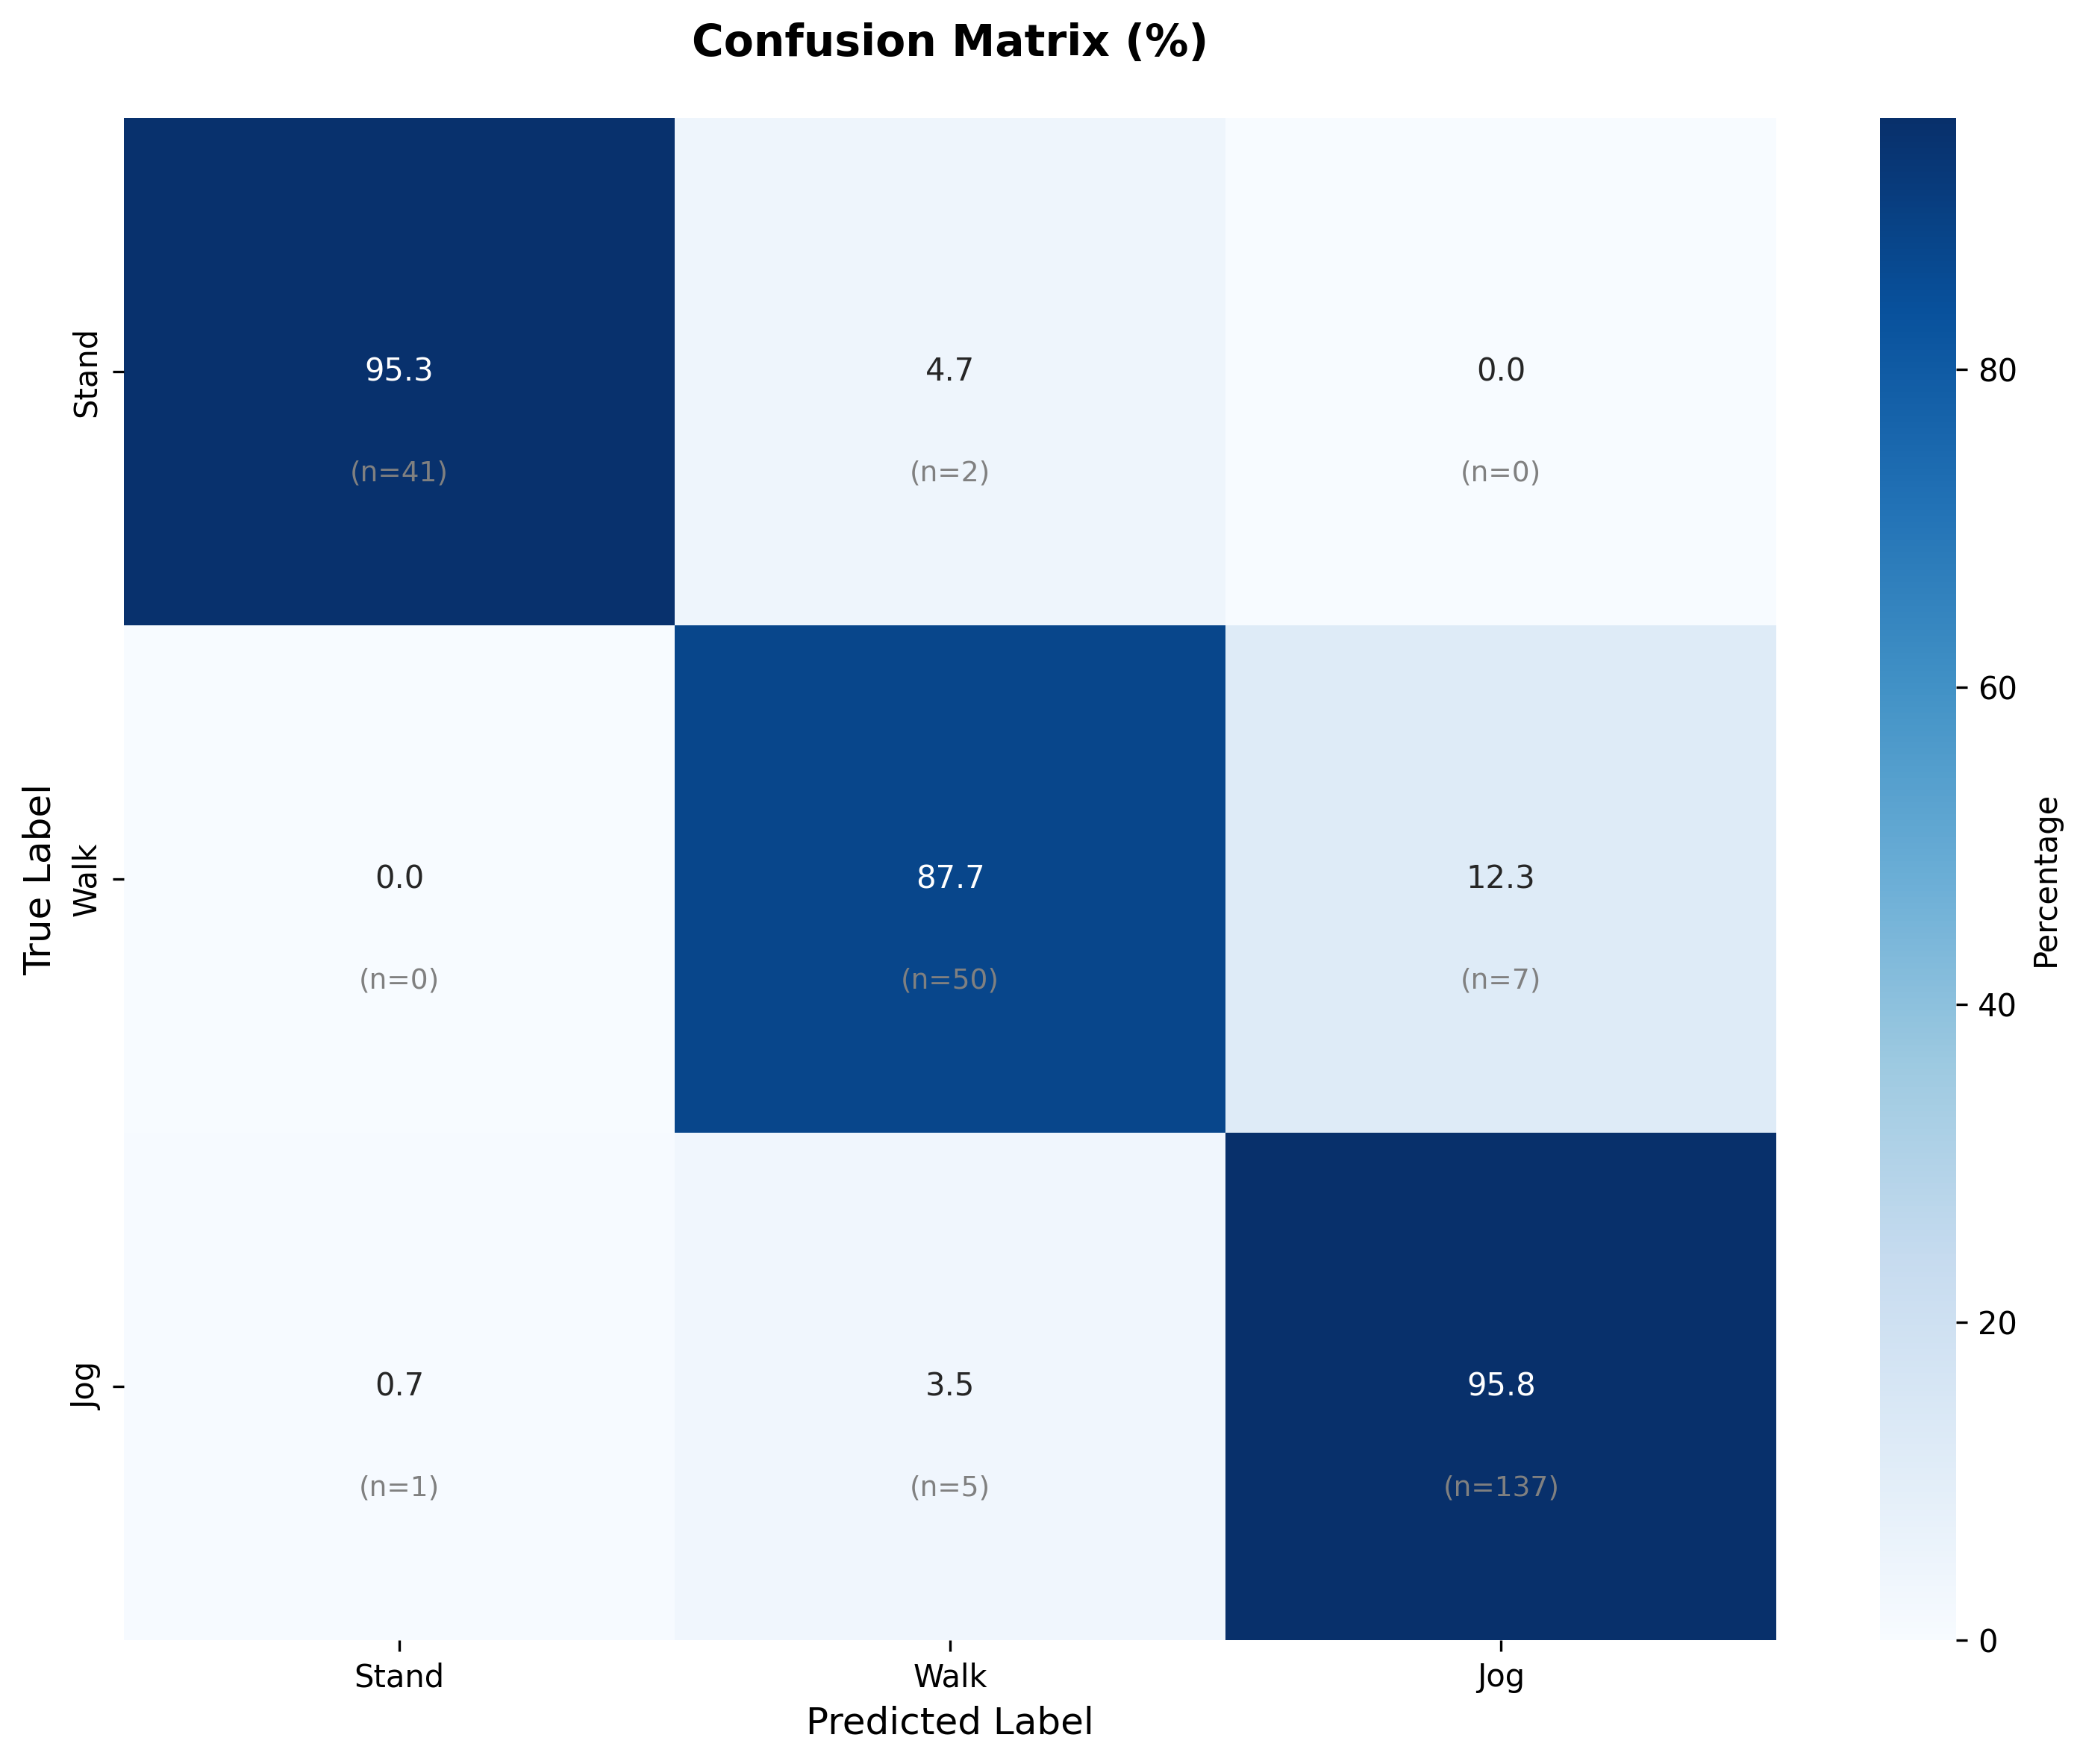 Confusion Matrix (%)
True Label
Stand
95.3
4.7
0.0
(n=41)
(n=2)
(n=0)
Walk
0.0
87.7
12.3
(n=0)
(n=50)
(n=7)
Jog
0.7
3.5
95.8
(n=1)
(n=5)
(n=137)
Stand
Walk
Jog
Predicted Label
80
60
40
20
0
Percentage